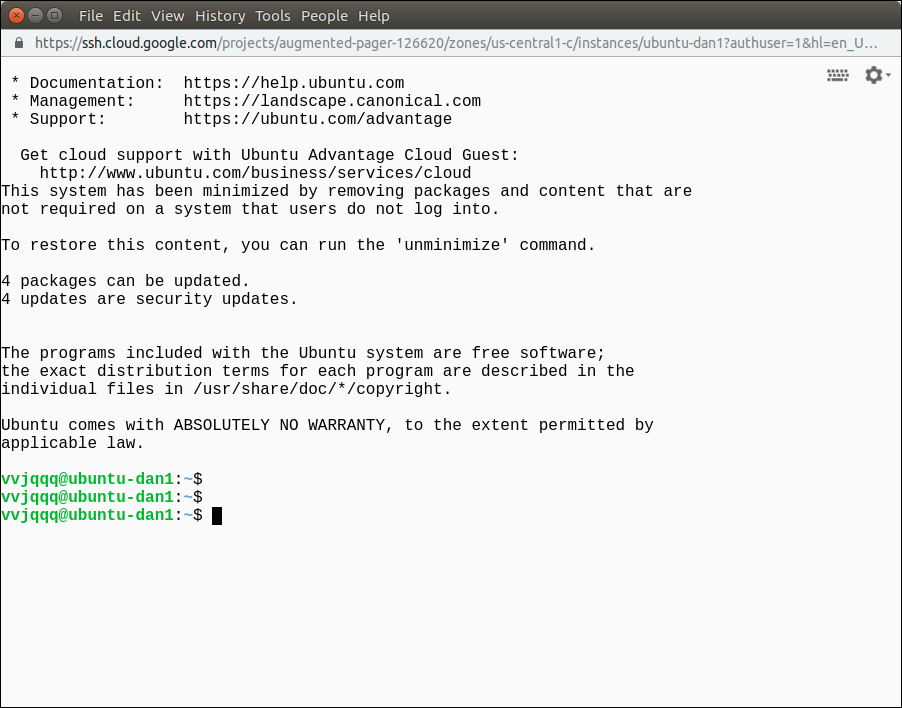 File Edit View History Tools People Help
https://ssh.cloud.google.com/projects/augmented-pager-126620/zones/us-central1-c/instances/ubuntu-dan1?authuser=1&hl=en_U…
* Documentation:  https://help.ubuntu.com
* Management:     https://landscape.canonical.com
* Support:        https://ubuntu.com/advantage
Get cloud support with Ubuntu Advantage Cloud Guest:
http://www.ubuntu.com/business/services/cloud
This system has been minimized by removing packages and content that are
not required on a system that users do not log into.
To restore this content, you can run the 'unminimize' command.
4 packages can be updated.
4 updates are security updates.
The programs included with the Ubuntu system are free software;
the exact distribution terms for each program are described in the
individual files in /usr/share/doc/*/copyright.
Ubuntu comes with ABSOLUTELY NO WARRANTY, to the extent permitted by
applicable law.
vvjqqq@ubuntu-dan1:~$
vvjqqq@ubuntu-dan1:~$
vvjqqq@ubuntu-dan1:~$